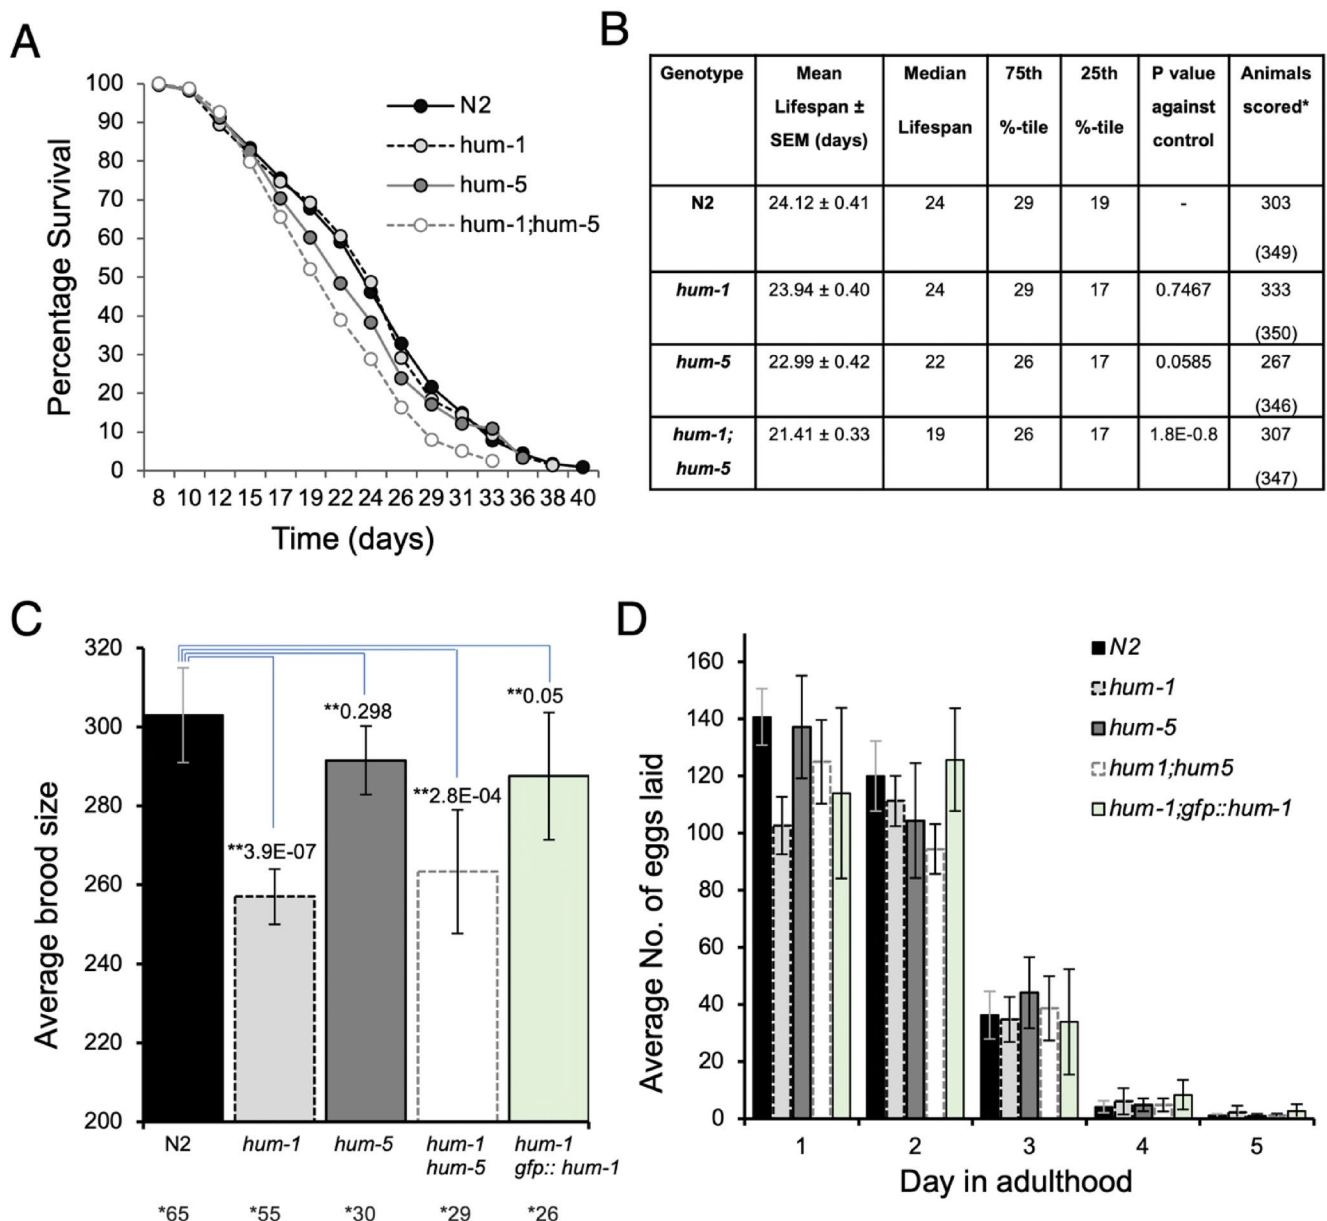 A
100
90
80
70
60
50
40
30
20
10
0
Percentage Survival
N2
hum-1
hum-5
hum-1;hum-5
8 10 12 15 17 19 22 24 26 29 31 33 36 38 40
Time (days)
B
Genotype
Mean
Lifespan ±
SEM (days)
Median
Lifespan
75th
%-tile
25th
%-tile
P value
against
control
Animals
scored*
N2
24.12 ± 0.41
24
29
19
-
303
(349)
hum-1
23.94 ± 0.40
24
29
17
0.7467
333
(350)
hum-5
22.99 ± 0.42
22
26
17
0.0585
267
(346)
hum-1;
hum-5
21.41 ± 0.33
19
26
17
1.8E-0.8
307
(347)
C
320
300
280
260
240
220
200
Average brood size
**3.9E-07
**0.298
**2.8E-04
**0.05
N2
hum-1
hum-5
hum-1
hum-5
hum-1
gfp:: hum-1
*65
*55
*30
*29
*26
D
160
140
120
100
80
60
40
20
0
Average No. of eggs laid
N2
hum-1
hum-5
hum1;hum5
hum-1;gfp::hum-1
1 2 3 4 5
Day in adulthood